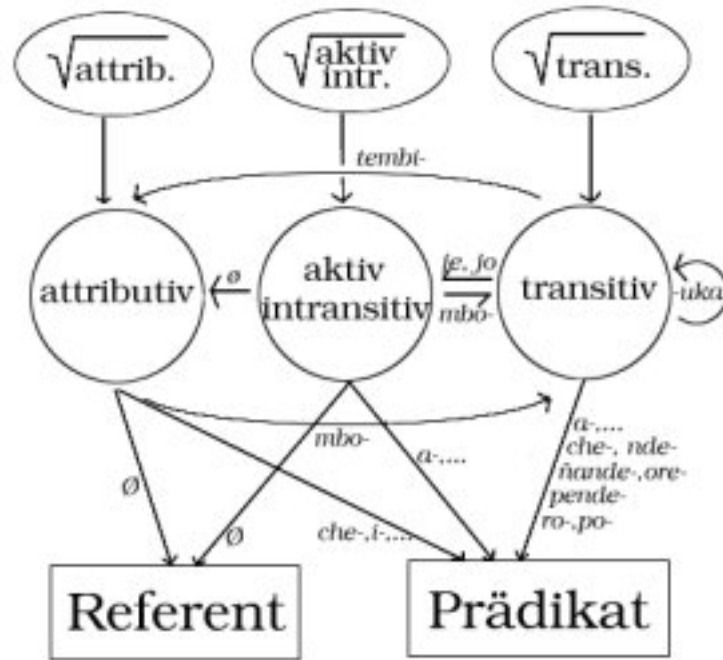 √attrib.
√aktiv
intr.
√trans.
tembi-
attributiv
ø
aktiv
intransitiv
je, jo
mbo-
transitiv
-uka
mbo-
a-,...
a-,...
che-, nde-
ñande-,ore-
pende-
ro-,po-
Ø
Ø
che-,i-,...
Referent
Prädikat